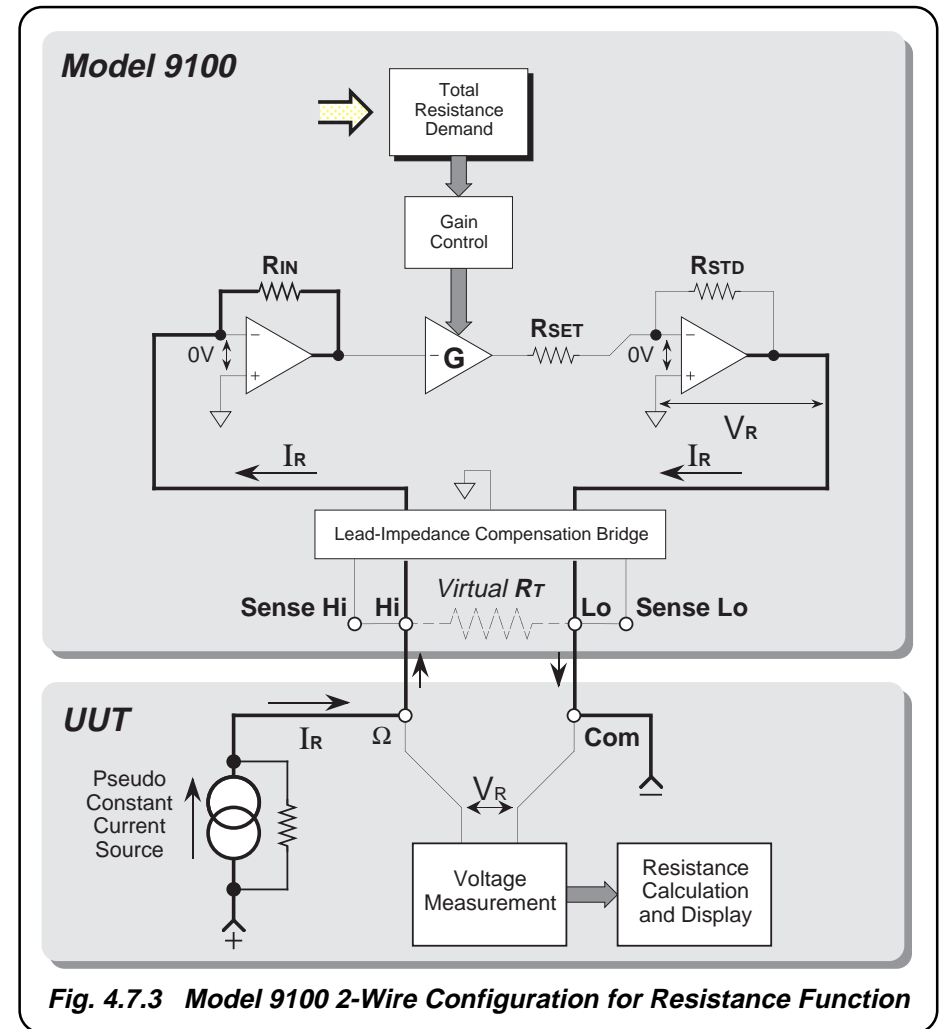 Model 9100
Total
Resistance
Demand
Gain
Control
RIN
RSTD
RSET
0V
−
+
−
G
0V
−
+
VR
IR
IR
Lead-Impedance Compensation Bridge
Virtual RT
Sense Hi
Hi
Lo
Sense Lo
UUT
IR
Ω
Com
Pseudo
Constant
Current
Source
VR
Voltage
Measurement
Resistance
Calculation
and Display
+
−
Fig. 4.7.3 Model 9100 2-Wire Configuration for Resistance Function